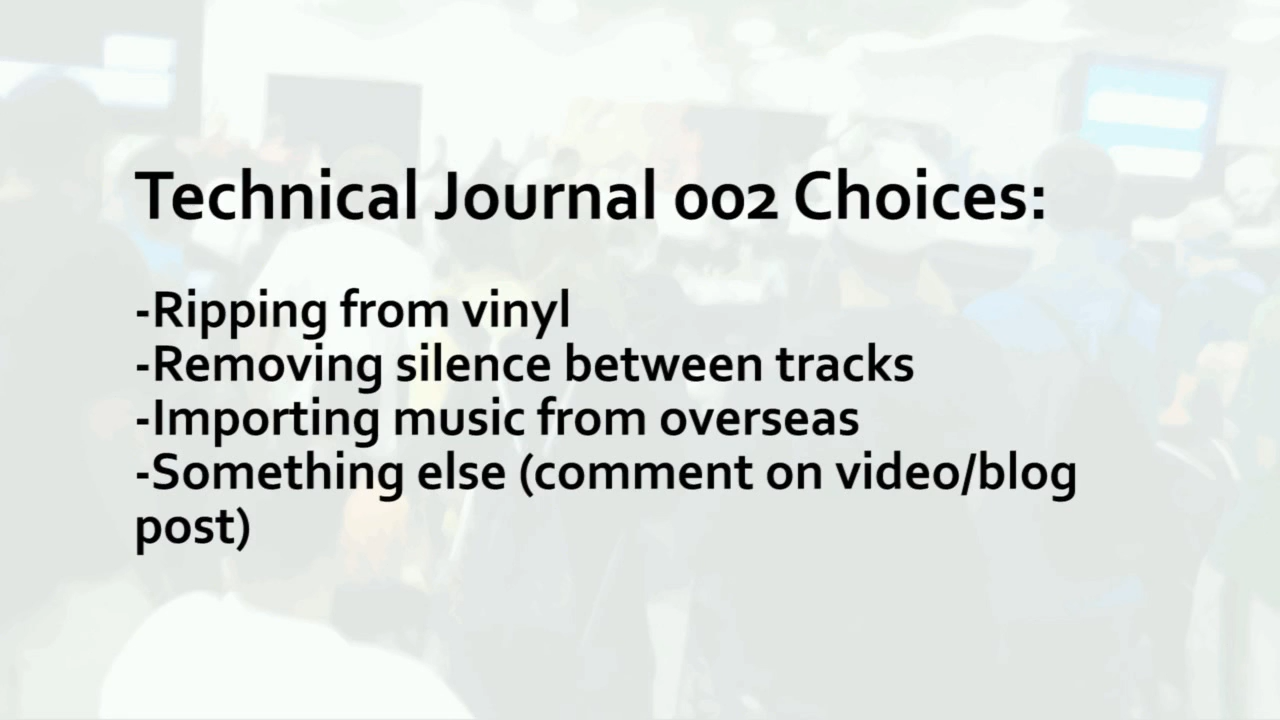 Technical Journal 002 Choices:
-Ripping from vinyl
-Removing silence between tracks
-Importing music from overseas
-Something else (comment on video/blog
post)